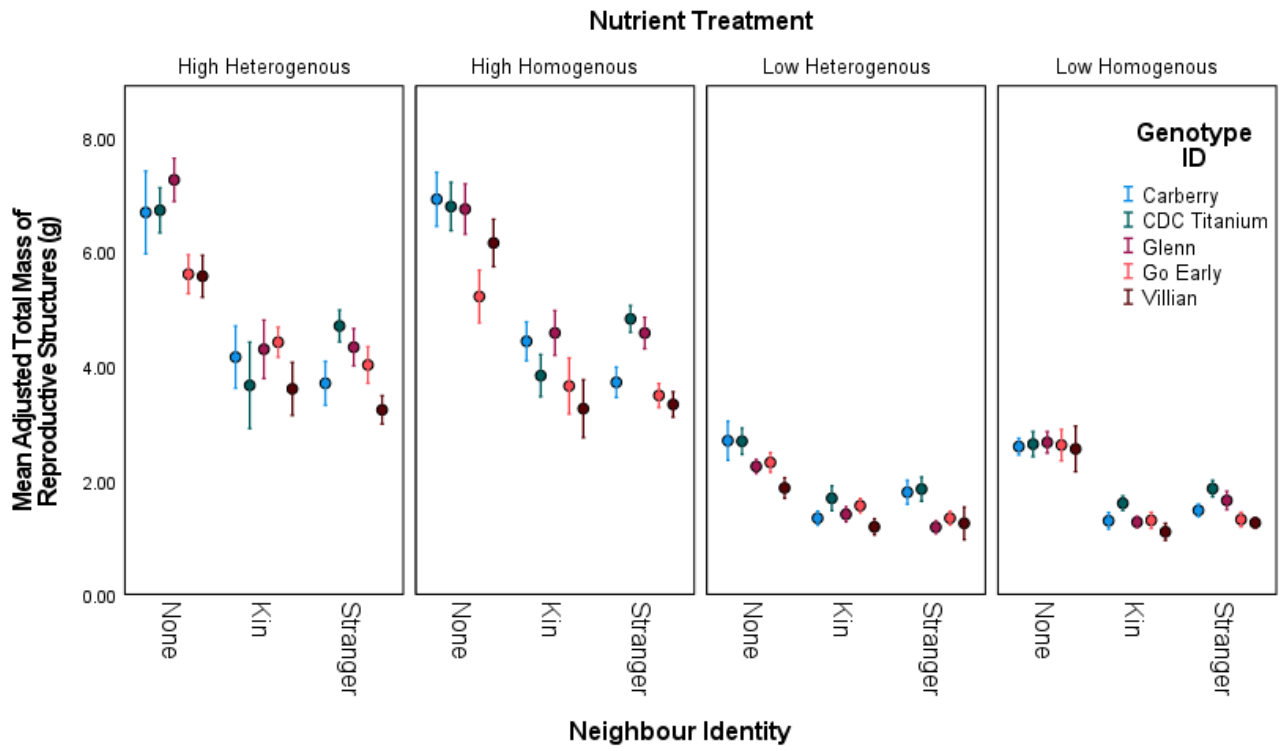 Nutrient Treatment
High Heterogenous
High Homogenous
Low Heterogenous
Low Homogenous
Mean Adjusted Total Mass of
Reproductive Structures (g)
8.00
6.00
4.00
2.00
0.00
Genotype
ID
Carberry
CDC Titanium
Glenn
Go Early
Villian
None
Kin
Stranger
None
Kin
Stranger
None
Kin
Stranger
None
Kin
Stranger
Neighbour Identity